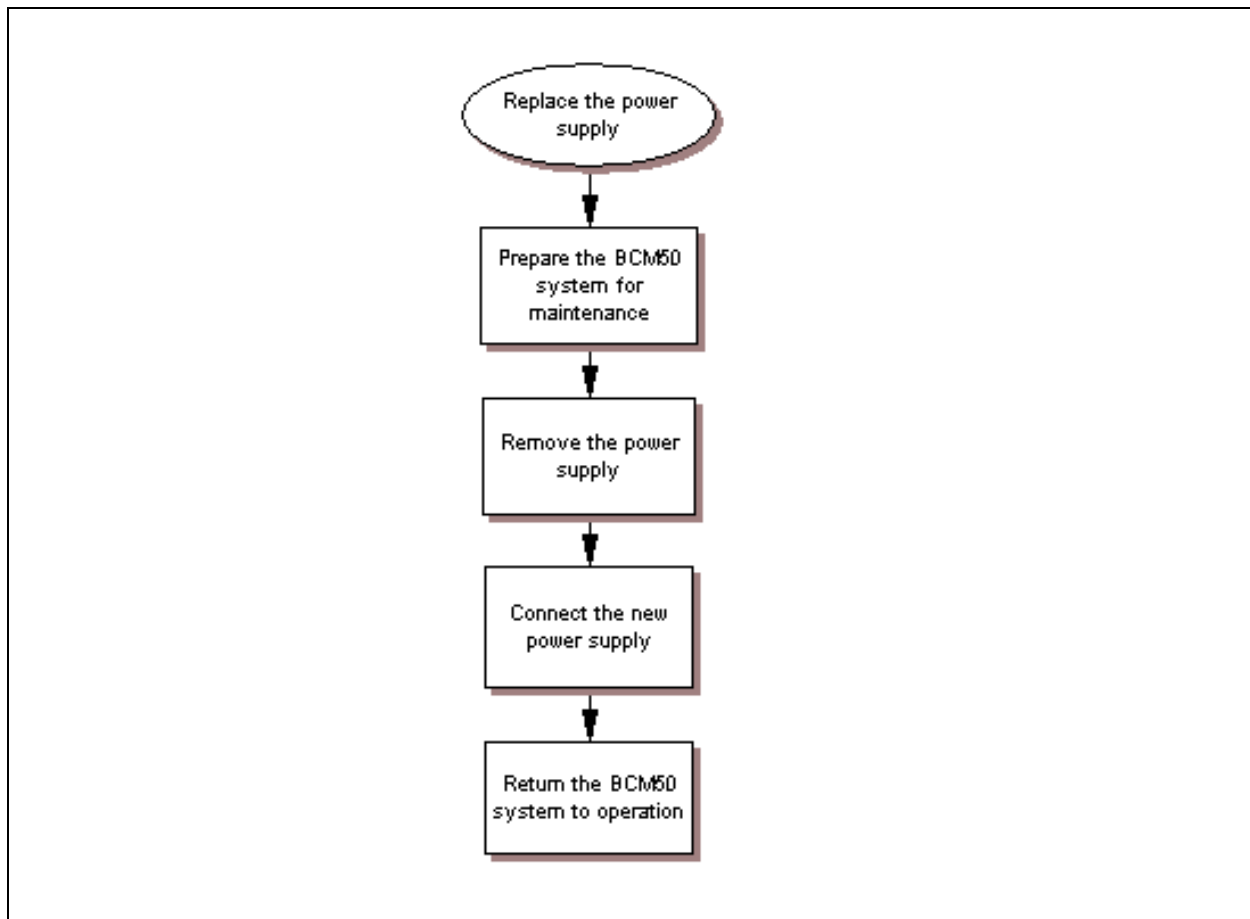 Replace the power
supply
Prepare the BCM50
system for
maintenance
Remove the power
supply
Connect the new
power supply
Return the BCM50
system to operation